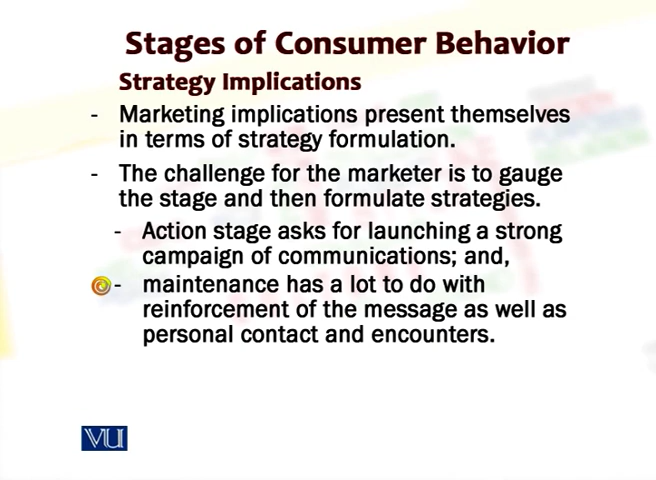 Stages of Consumer Behavior
Strategy Implications
- Marketing implications present themselves
in terms of strategy formulation.
- The challenge for the marketer is to gauge
the stage and then formulate strategies.
- Action stage asks for launching a strong
campaign of communications; and,
- maintenance has a lot to do with
reinforcement of the message as well as
personal contact and encounters.
VU